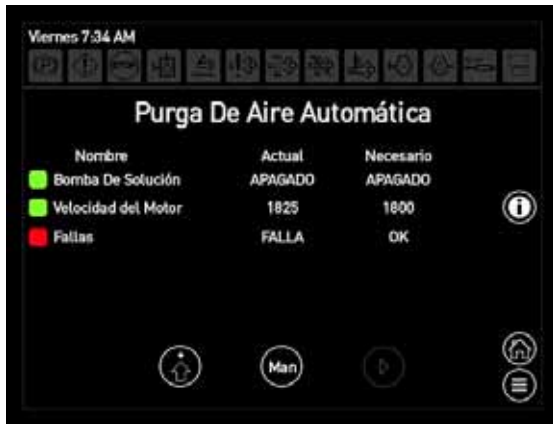 Viernes 7:34 AM
Purga De Aire Automática
Nombre Actual Necesario
Bomba De Solución APAGADO APAGADO
Velocidad del Motor 1825 1800
Fallas FALLA OK
Man